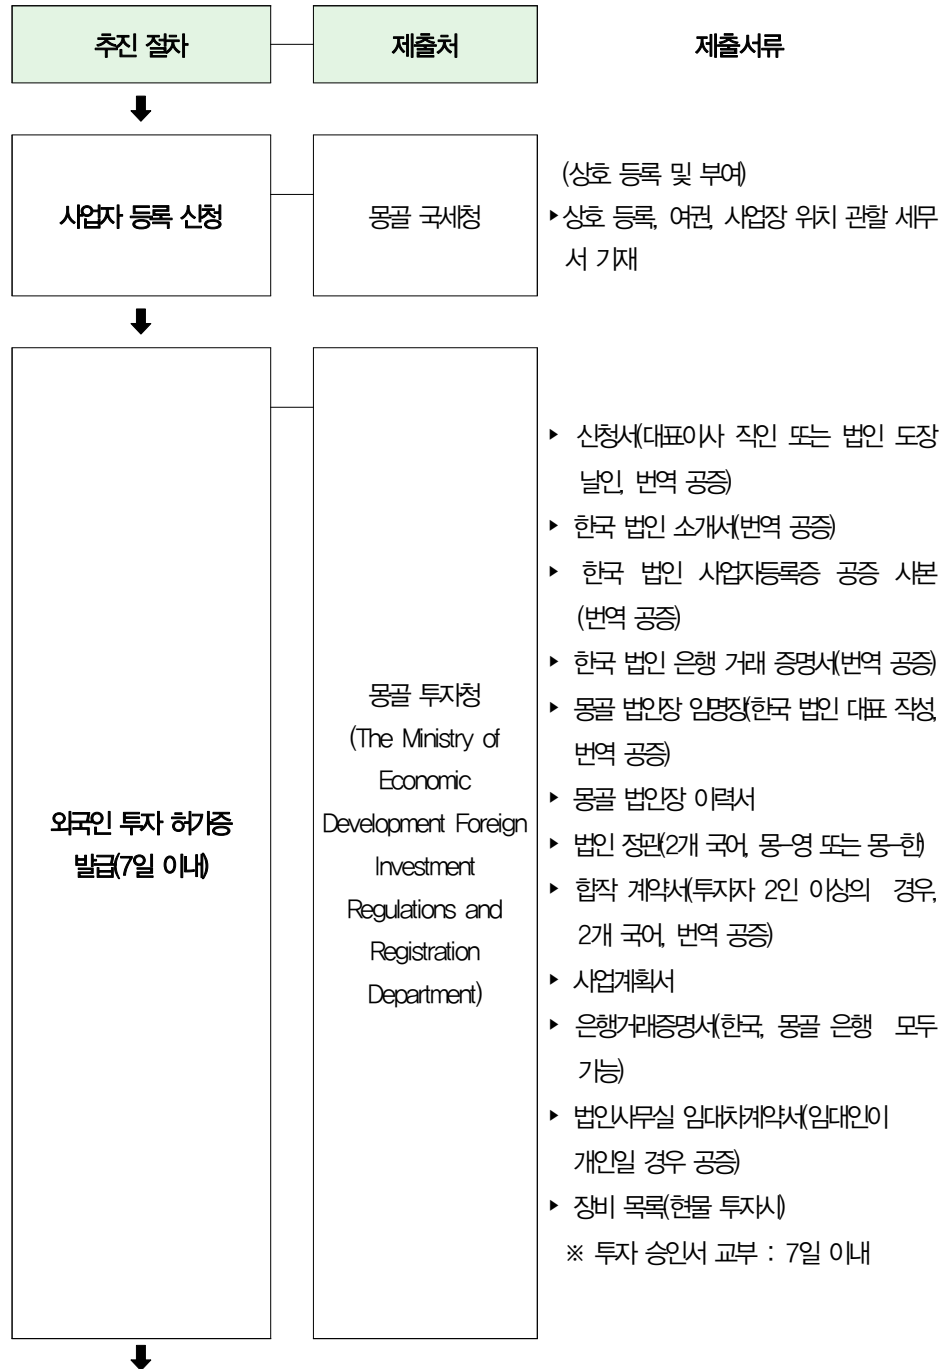 추진 절차
제출처
제출서류
사업자 등록 신청
몽골 국세청
(상호 등록 및 부여)
▶상호 등록, 여권, 사업장 위치 관할 세무
서 기재
외국인 투자 허가증
발급(7일 이내)
몽골 투자청
(The Ministry of
Economic
Development Foreign
Investment
Regulations and
Registration
Department)
▶ 신청서(대표이사 직인 또는 법인 도장
날인, 번역 공증)
▶ 한국 법인 소개서(번역 공증)
▶ 한국 법인 사업자등록증 공증 사본
(번역 공증)
▶ 한국 법인 은행 거래 증명서(번역 공증)
▶ 몽골 법인장 임명장(한국 법인 대표 작성,
번역 공증)
▶ 몽골 법인장 이력서
▶ 법인 정관(2개 국어, 몽-영 또는 몽-한)
▶ 합작 계약서(투자자 2인 이상의 경우,
2개 국어, 번역 공증)
▶ 사업계획서
▶ 은행거래증명서(한국, 몽골 은행 모두
가능)
▶ 법인사무실 임대차계약서(임대인이
개인일 경우 공증)
▶ 장비 목록(현물 투자시)
※ 투자 승인서 교부 : 7일 이내